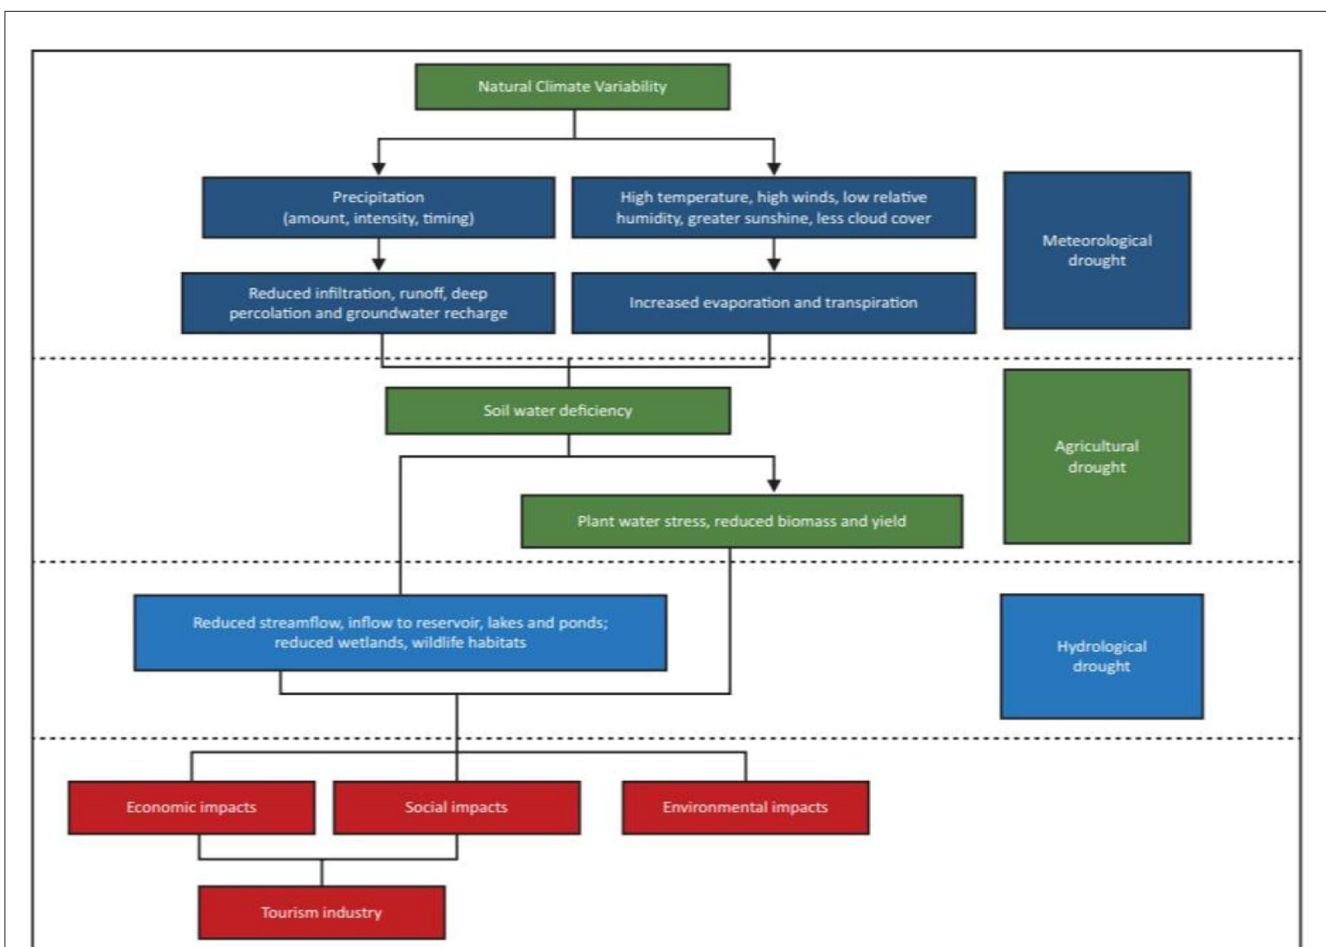 Natural Climate Variability
Precipitation
(amount, intensity, timing)
High temperature, high winds, low relative
humidity, greater sunshine, less cloud cover
Meteorological
drought
Reduced infiltration, runoff, deep
percolation and groundwater recharge
Increased evaporation and transpiration
Soil water deficiency
Agricultural
drought
Plant water stress, reduced biomass and yield
Reduced streamflow, inflow to reservoir, lakes and ponds;
reduced wetlands, wildlife habitats
Hydrological
drought
Economic impacts
Social impacts
Environmental impacts
Tourism industry